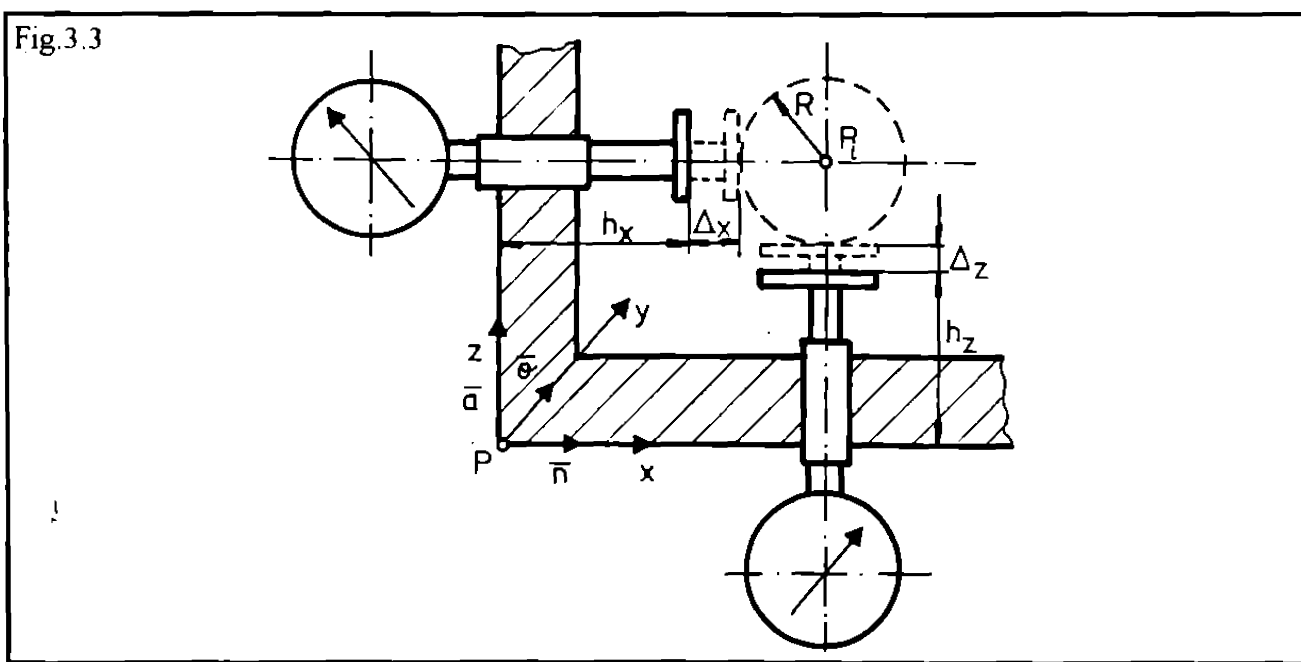 Fig.3.3
R
P_i
h_x
Δ_x
Δ_z
h_z
z
y
ō
ā
P
n̄
x